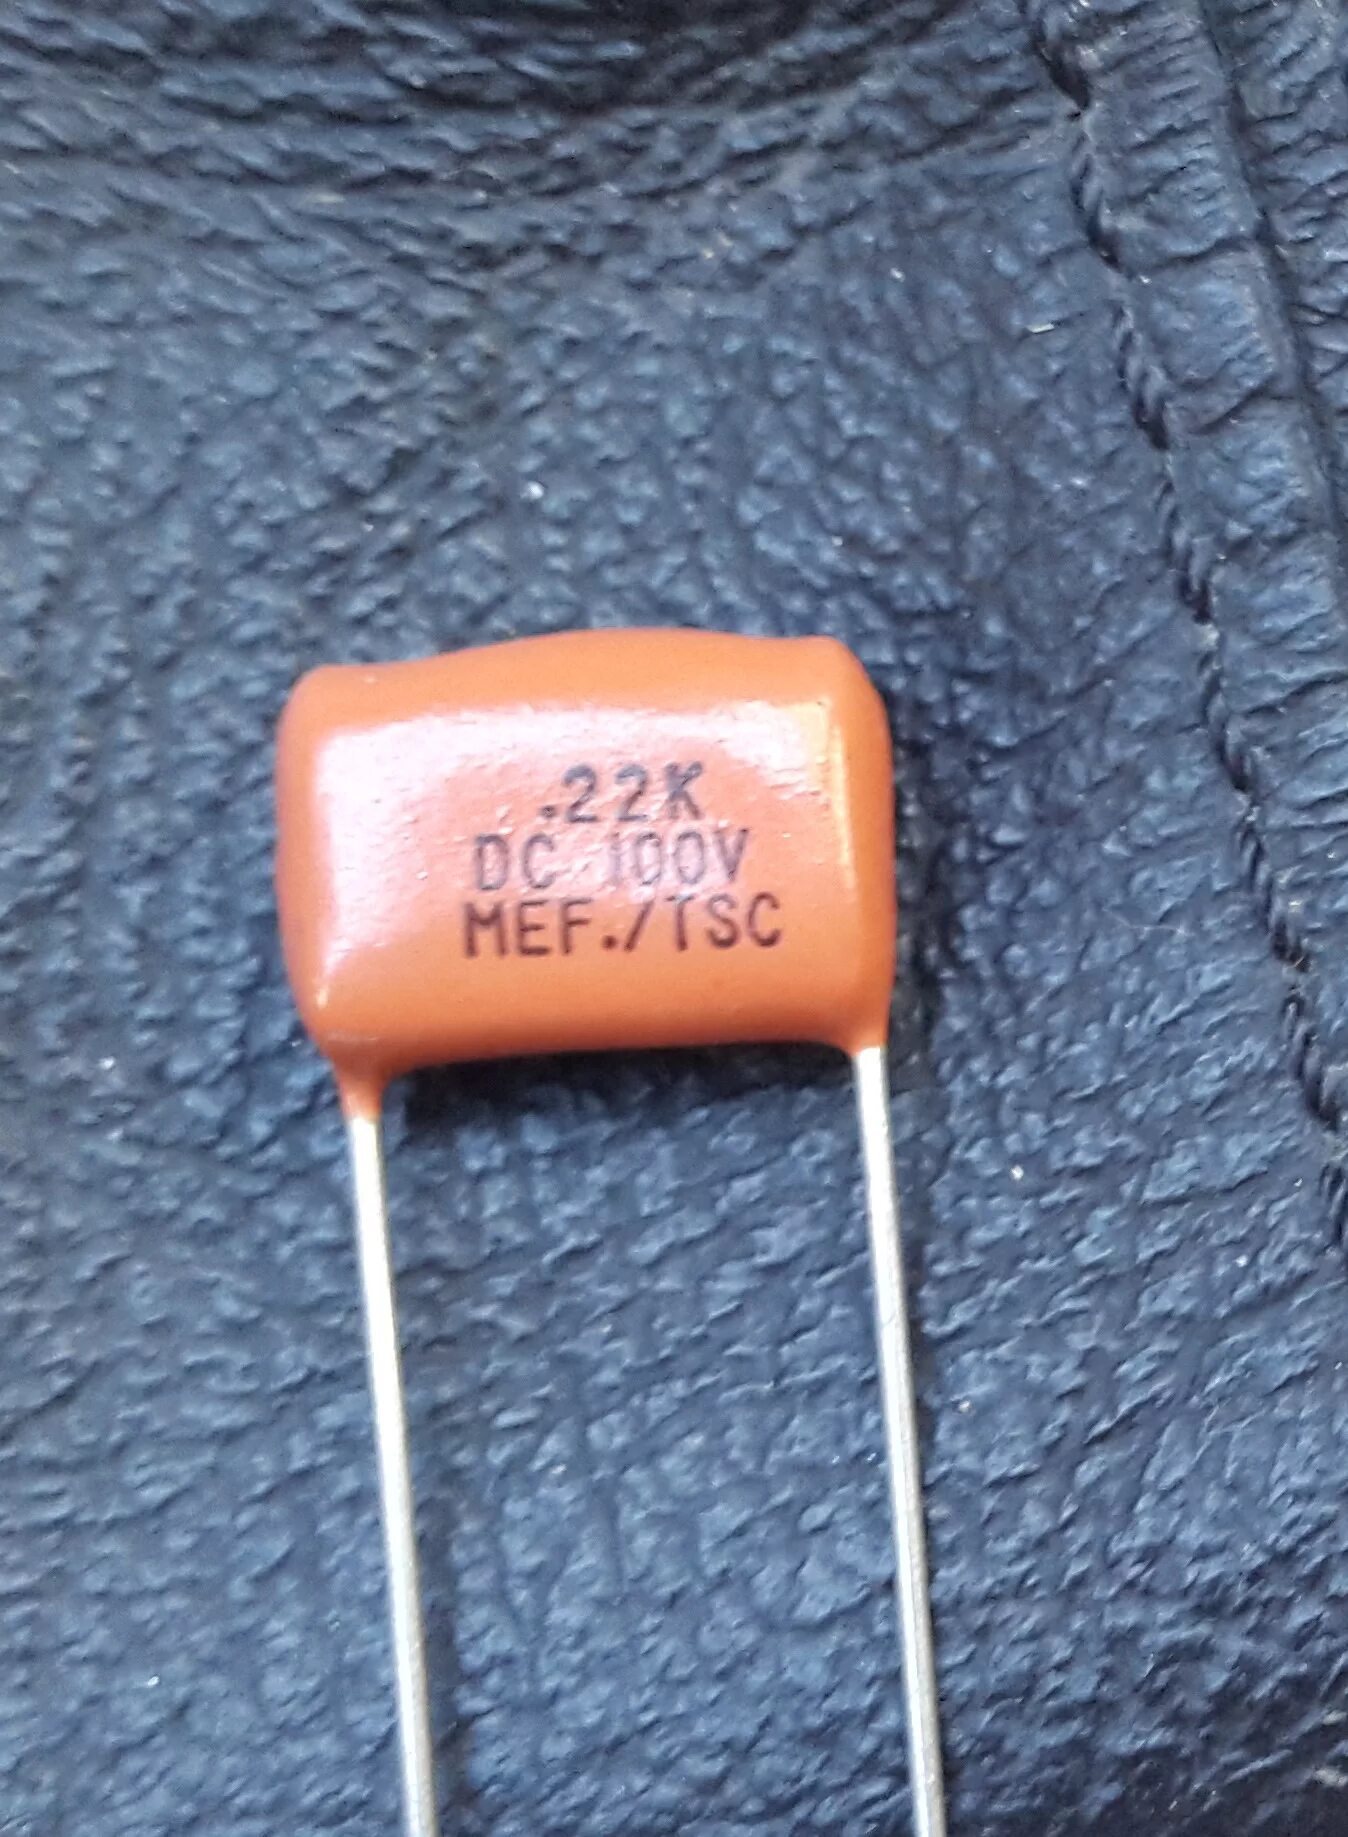 .22K
DC 100V
MEF./TSC